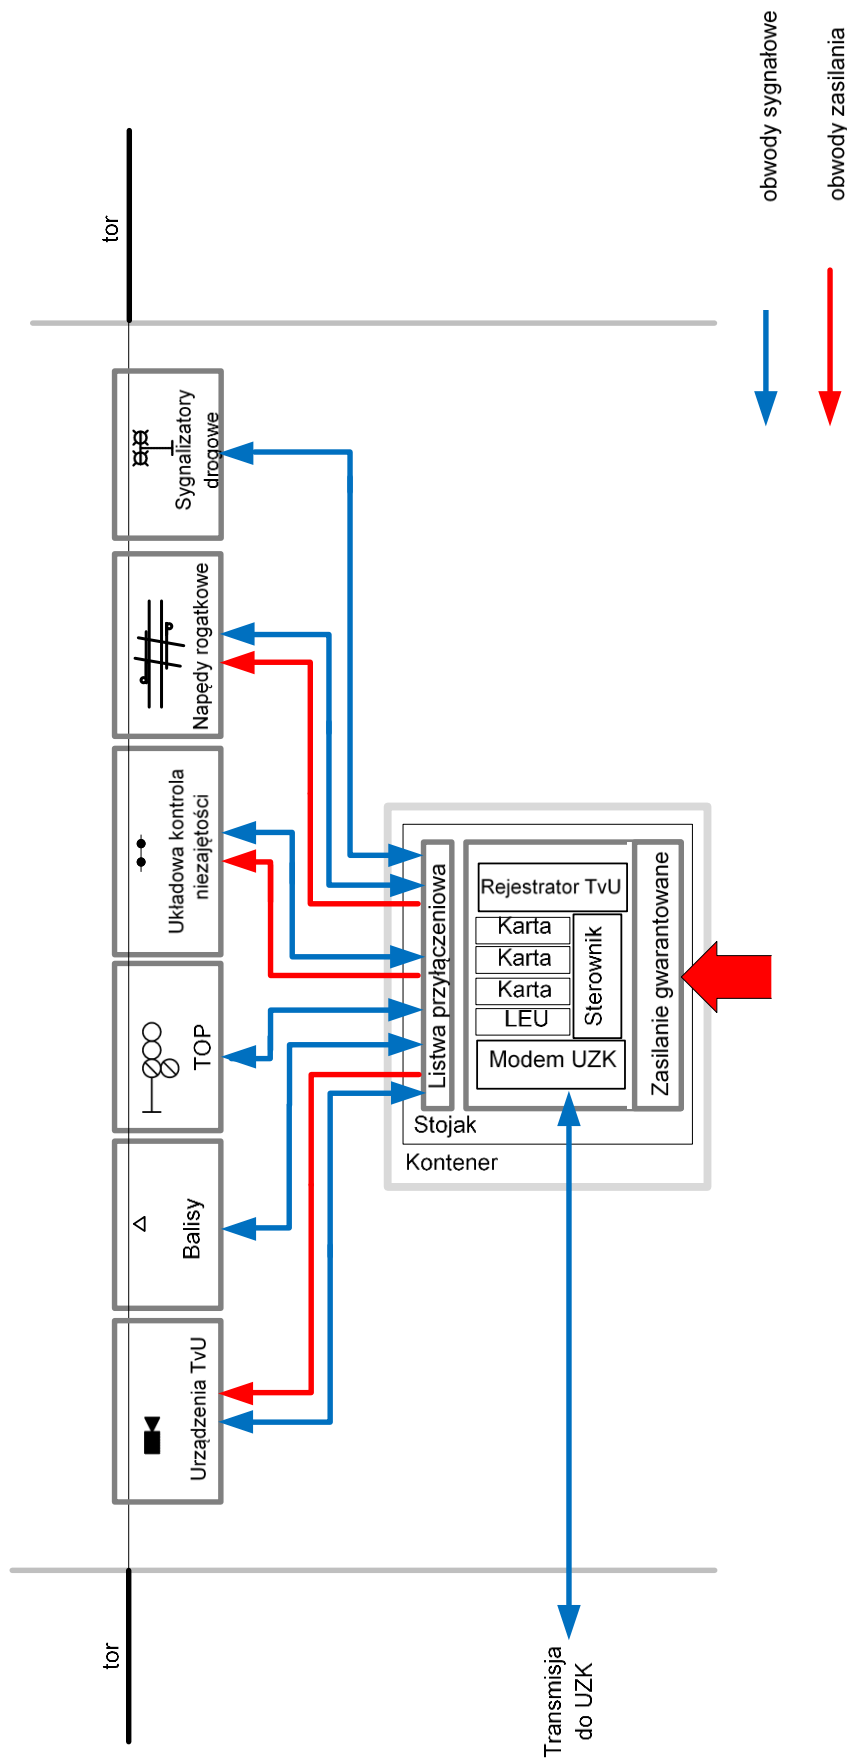 tor
Urządzenia TvU
Balisy
TOP
Układowa kontrola
niezajętości
Napędy rogatkowe
Sygnalizatory
drogowe
tor
Listwa przyłączeniowa
Rejestrator TvU
Karta
Karta
Karta
LEU
Sterownik
Modem UZK
Zasilanie gwarantowane
Stojak
Kontener
Transmisja
do UZK
obwody sygnałowe
obwody zasilania